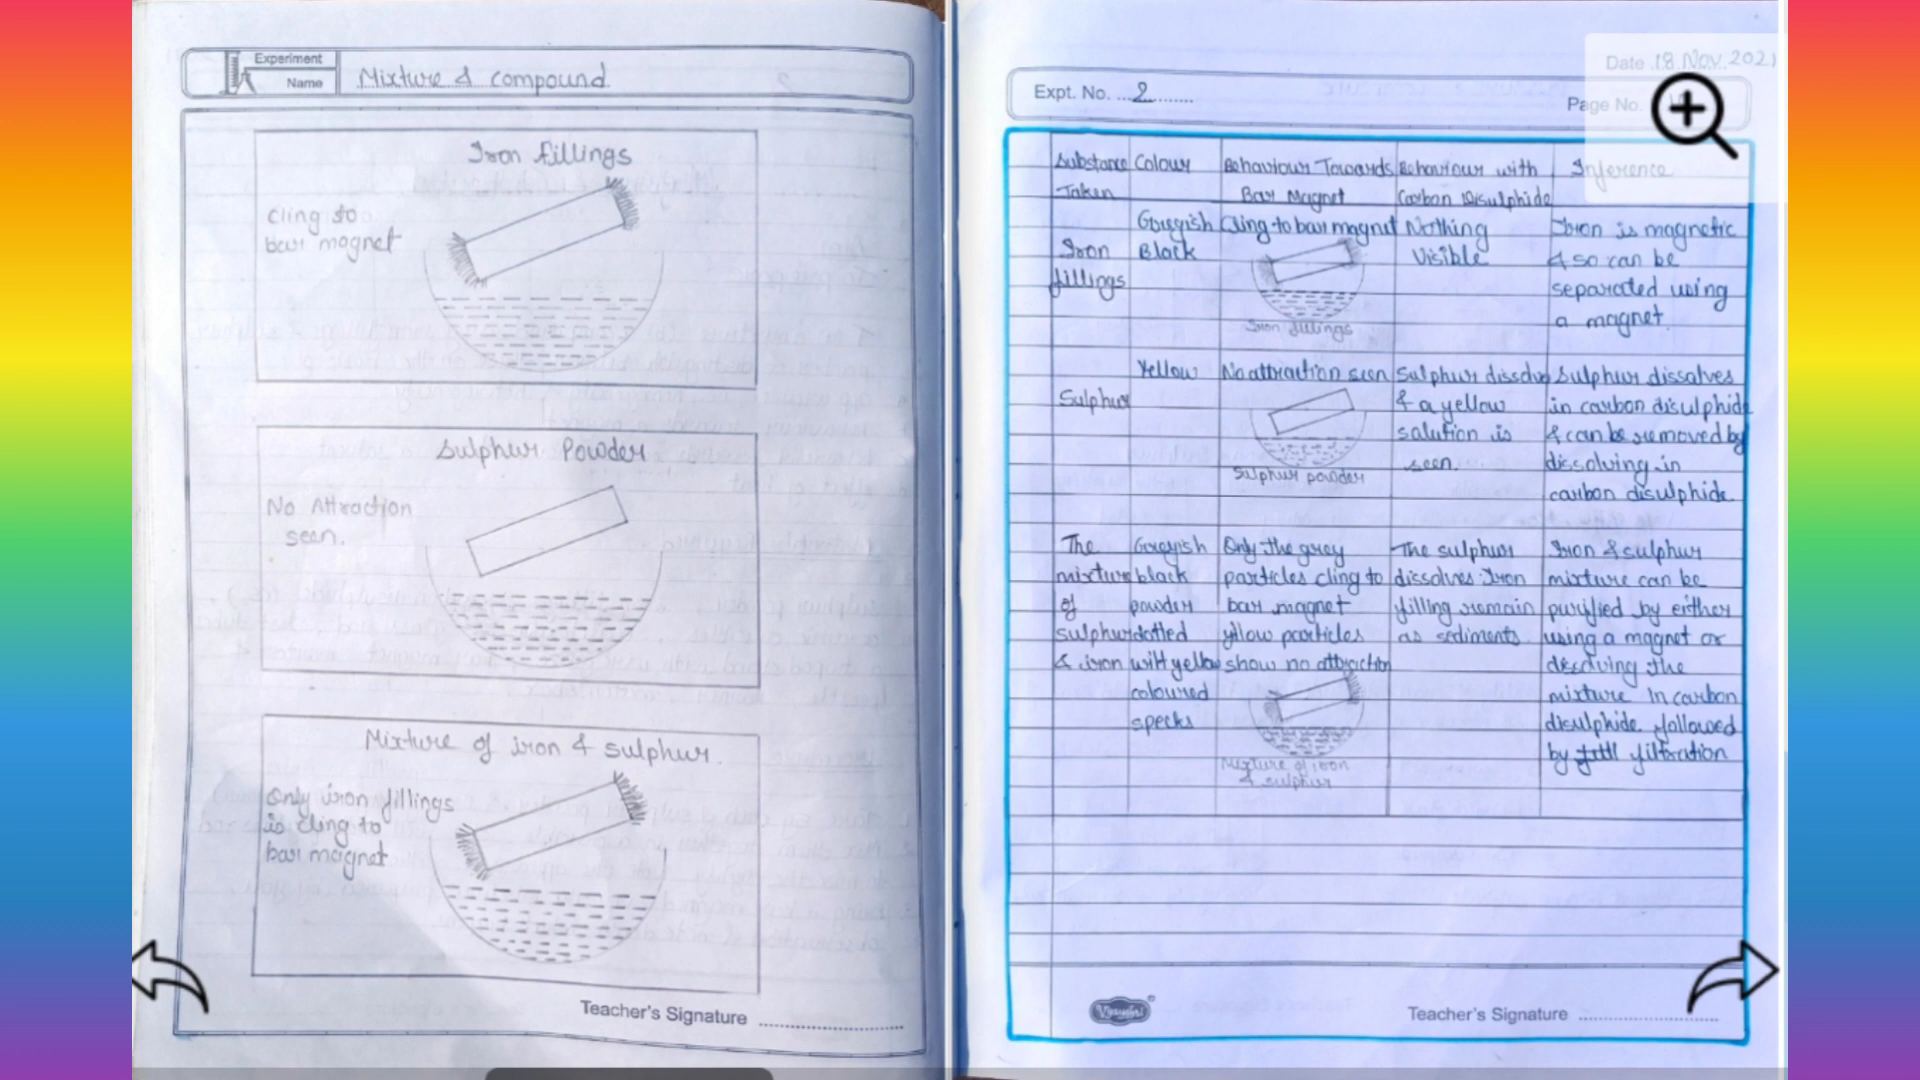 Experiment
Name
Mixture & compound
Iron fillings
Cling to
bar magnet
Sulphur Powder
No Attraction
seen.
Mixture of iron & sulphur.
Only iron fillings
is cling to
bar magnet
Teacher's Signature
Date 18 Nov. 2021
Expt. No. 2
Page No.
Substance Taken
Colour
Behaviour Towards
Bar Magnet
Behaviour with
Carbon Disulphide
Inference
Iron
fillings
Greyish
Black
Cling to bar magnet
Iron fillings
Nothing
Visible
Iron is magnetic
& so can be
separated using
a magnet.
Sulphur
Yellow
No attraction seen
Sulphur powder
Sulphur dissolve
& a yellow
salution is
seen.
Sulphur dissolves
in carbon disulphide
& can be removed by
dissolving in
carbon disulphide.
The
mixture
of
sulphur
& iron
Greyish
black
powder
dotted
with yellow
coloured
specks
Only the grey
particles cling to
bar magnet
yllow particles
show no attraction
Mixture of iron
& sulphur
The sulphur
dissolves. Iron
filling remain
as sediments
Iron & sulphur
mixture can be
purified by either
using a magnet or
dissolving the
mixture In carbon
disulphide followed
by filtration
Teacher's Signature